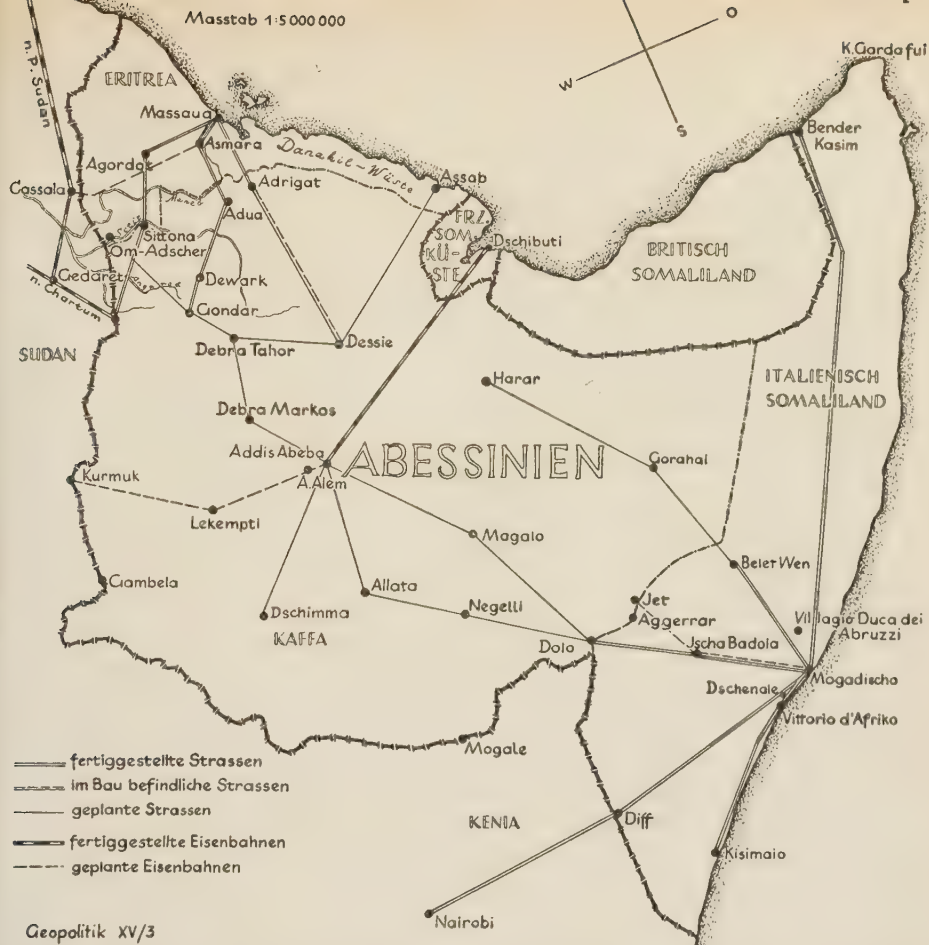 Masstab 1:5 000 000
O
W
S
K. Gardafui
n. P. Sudan
ERITREA
Massaua
Bender
Kasim
Agordat
Asmara
Danakil-Wüste
Assab
Cassala
Adrigat
Adua
FRZ.
SOM
KÜ-
STE
Dschibuti
BRITISCH
SOMALILAND
Sittona
Om-Adscher
Gedaret
Dewark
n. Chartum
Gondar
SUDAN
Debra Tahor
Dessie
Harar
ITALIENISCH
SOMALILAND
Debra Markos
Addis Abeba
ABESSINIEN
A. Alem
Gorahai
Kurmuk
Lekempti
Magalo
Belet Wen
Gambela
Allata
Jet
Dschimma
Negelli
Aggerrar
Villagio Duca dei
Abruzzi
KAFFA
Dolo
Jscha Badoia
Mogadischa
Dschenale
Vittorio d'Afriko
Mogale
fertiggestellte Strassen
im Bau befindliche Strassen
geplante Strassen
fertiggestellte Eisenbahnen
geplante Eisenbahnen
KENIA
Diff
Kisimaio
Nairobi
Geopolitik XV/3